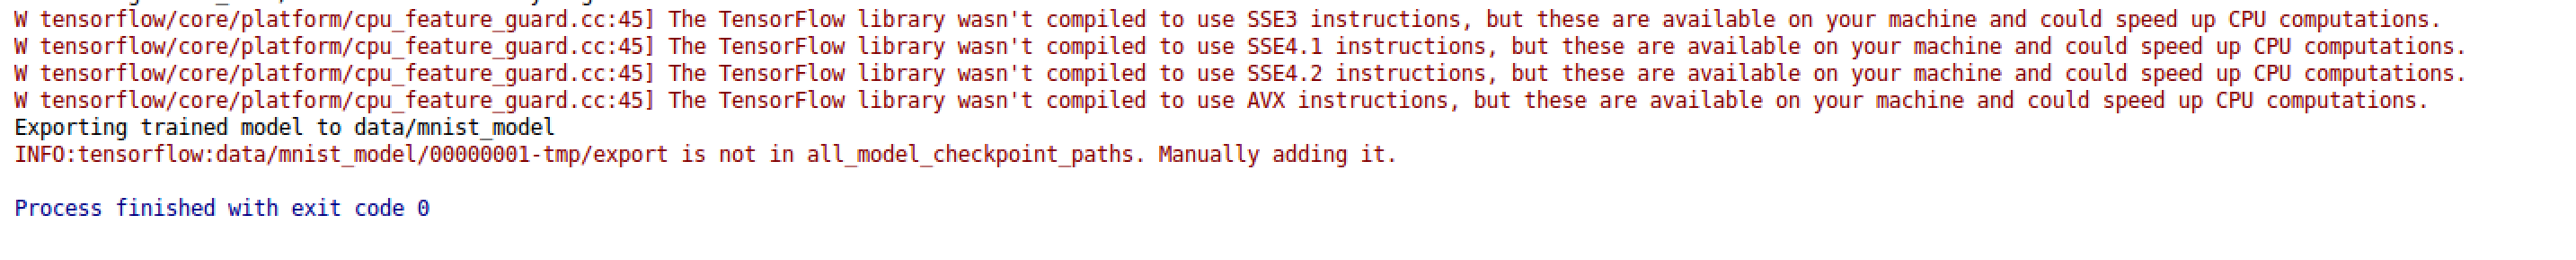 W tensorflow/core/platform/cpu_feature_guard.cc:45] The TensorFlow library wasn't compiled to use SSE3 instructions, but these are available on your machine and could speed up CPU computations.
W tensorflow/core/platform/cpu_feature_guard.cc:45] The TensorFlow library wasn't compiled to use SSE4.1 instructions, but these are available on your machine and could speed up CPU computations.
W tensorflow/core/platform/cpu_feature_guard.cc:45] The TensorFlow library wasn't compiled to use SSE4.2 instructions, but these are available on your machine and could speed up CPU computations.
W tensorflow/core/platform/cpu_feature_guard.cc:45] The TensorFlow library wasn't compiled to use AVX instructions, but these are available on your machine and could speed up CPU computations.
Exporting trained model to data/mnist_model
INFO:tensorflow:data/mnist_model/00000001-tmp/export is not in all_model_checkpoint_paths. Manually adding it.
Process finished with exit code 0